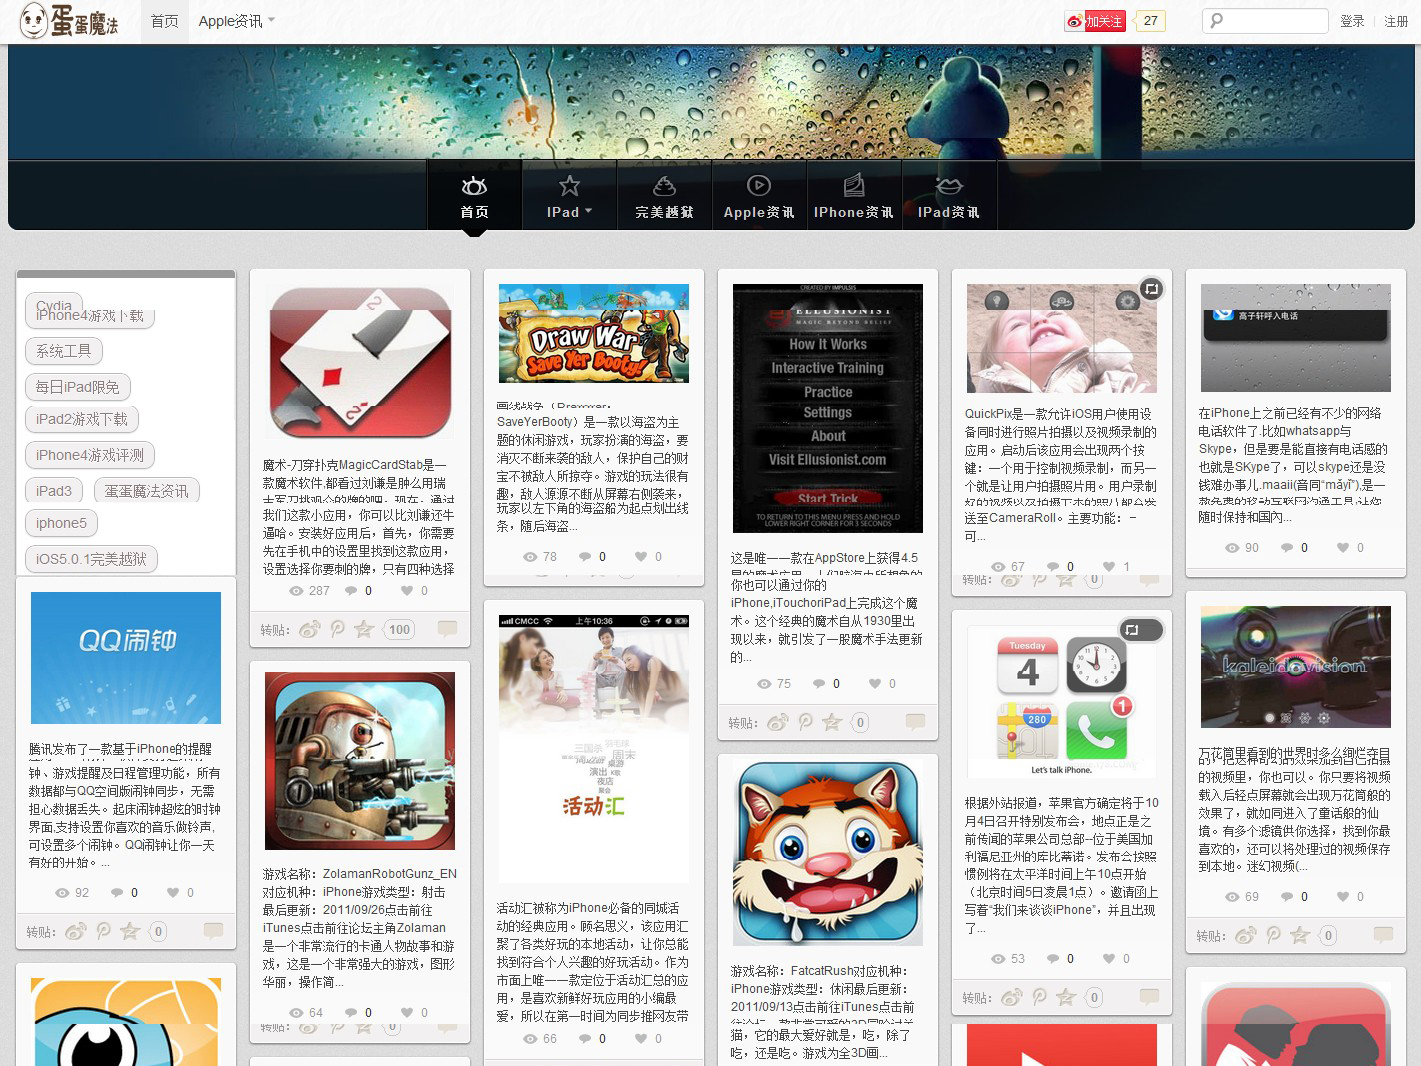 蛋蛋魔法
首页
Apple资讯
加关注
27
登录
注册
首页
IPad
完美越狱
Apple资讯
IPhone资讯
IPad资讯
Cydia
iPhone4游戏下载
系统工具
每日iPad限免
iPad2游戏下载
iPhone4游戏评测
iPad3
蛋蛋魔法资讯
iphone5
iOS5.0.1完美越狱
QQ闹钟
腾讯发布了一款基于iPhone的提醒
钟、游戏提醒及日程管理功能，所有
数据都与QQ空间版闹钟同步，无需
担心数据丢失。起床闹钟超炫的时钟
界面,支持设置你喜欢的音乐做铃声,
可设置多个闹钟。QQ闹钟让你一天
有好的开始。...
92 0 0
转贴: 0
魔术-刀穿扑克MagicCardStab是一
款魔术软件,都看过刘谦是肿么用瑞
我们这款小应用，你可以比刘谦还牛
逼哈。安装好应用后，首先，你需要
先在手机中的设置里找到这款应用，
设置选择你要刺的牌，只有四种选择
287 0 0
转贴: 100
游戏名称：ZolamanRobotGunz_EN
对应机种：iPhone游戏类型：射击
最后更新：2011/09/26点击前往
iTunes点击前往论坛主角Zolaman
是一个非常流行的卡通人物故事和游
戏，这是一个非常强大的游戏，图形
华丽，操作简...
64 0 0
转贴: 0
Draw War
Save Yer Booty!
SaveYerBooty）是一款以海盗为主
题的休闲游戏，玩家扮演的海盗，要
消灭不断来袭的敌人，保护自己的财
宝不被敌人所掠夺。游戏的玩法很有
趣，敌人源源不断从屏幕右侧袭来，
玩家以左下角的海盗船为起点划出线
条，随后海盗...
78 0 0
CMCC 上午10:36
三国杀
周末
桌游
演出 K歌
夜店
聚会
活动汇
活动汇被称为iPhone必备的同城活
动的经典应用。顾名思义，该应用汇
聚了各类好玩的本地活动，让你总能
找到符合个人兴趣的好玩活动。作为
市面上唯一一款定位于活动汇总的应
用，是喜欢新鲜好玩应用的小编最
爱，所以在第一时间为同步推网友带
66 0 0
CREATED BY IMPULSIS
ELLUSIONIST
MAGIC BEYOND BELIEF
How It Works
Interactive Training
Practice
Settings
About
Visit Ellusionist.com
Start Trick
TO RETURN TO THIS MENU PRESS AND HOLD
LOWER RIGHT CORNER FOR 3 SECONDS
这是唯一一款在AppStore上获得4.5
你也可以通过你的
iPhone,iTouchoriPad上完成这个魔
术。这个经典的魔术自从1930里出
现以来，就引发了一般魔术手法更新
的...
75 0 0
转贴: 0
游戏名称：FatcatRush对应机种：
iPhone游戏类型：休闲最后更新：
2011/09/13点击前往iTunes点击前
猫，它的最大爱好就是，吃，除了
吃，还是吃。游戏为全3D画...
QuickPix是一款允许iOS用户使用设
备同时进行照片拍摄以及视频录制的
应用。启动后该应用会出现两个按
键：一个用于控制视频录制，而另一
个就是让用户拍摄照片用。用户录制
送至CameraRoll。主要功能：–
可...
67 0 1
转贴: 0
Tuesday
4
280
1
Let's talk iPhone.
根据外站报道，苹果官方确定将于10
月4日召开特别发布会，地点正是之
前传闻的苹果公司总部--位于美国加
利福尼亚州的库比蒂诺。发布会按照
惯例将在太平洋时间上午10点开始
（北京时间5日凌晨1点）。邀请函上
写着“我们来谈谈iPhone”，并且出现
了...
53 0 0
转贴: 0
高子轩呼入电话
在iPhone上之前已经有不少的网络
电话软件了.比如whatsapp与
Skype，但是要是能直接有电话感的
也就是SKype了，可以skype还是没
钱难办事儿.maaii(音同“mǎyǐ”),是一
款免费的移动互联网沟通工具,让你
随时保持和国内...
90 0 0
kaleidovision
万花筒里看到的世界时多么绚烂夺目
的视频里，你也可以。你只要将视频
载入后轻点屏幕就会出现万花筒般的
效果了，就如同进入了童话般的仙
境。有多个滤镜供你选择，找到你最
喜欢的，还可以将处理过的视频保存
到本地。迷幻视频(...
69 0 0
转贴: 0